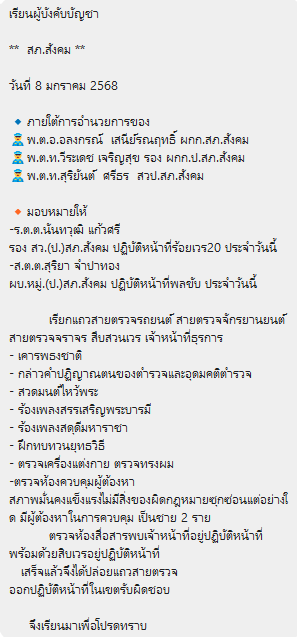 เรียนผู้บังคับบัญชา
**  สภ.สังคม **
วันที่ 8 มกราคม 2568
🔹ภายใต้การอำนวยการของ
👮พ.ต.อ.อลงกรณ์  เสนีย์รณฤทธิ์ ผกก.สภ.สังคม
👮พ.ต.ท.วีระเดช เจริญสุข รอง ผกก.ป.สภ.สังคม
👮พ.ต.ท.สุริยันต์  ศรีธร  สวป.สภ.สังคม
🔸มอบหมายให้
-ร.ต.ต.นันทวุฒิ แก้วศรี
รอง สว.(ป.)สภ.สังคม ปฏิบัติหน้าที่ร้อยเวร20 ประจำวันนี้
-ส.ต.ต.สุริยา จำปาทอง
ผบ.หมู่.(ป.)สภ.สังคม ปฏิบัติหน้าที่พลขับ ประจำวันนี้
เรียกแถวสายตรวจรถยนต์ สายตรวจจักรยานยนต์
สายตรวจจราจร สืบสวนเวร เจ้าหน้าที่ธุรการ
- เคารพธงชาติ
- กล่าวคำปฏิญาณตนของตำรวจและอุดมคติตำรวจ
- สวดมนต์ไหว้พระ
- ร้องเพลงสรรเสริญพระบารมี
- ร้องเพลงสดุดีมหาราชา
- ฝึกทบทวนยุทธวิธี
- ตรวจเครื่องแต่งกาย ตรวจทรงผม
-ตรวจห้องควบคุมผู้ต้องหา
สภาพมั่นคงแข็งแรงไม่มีสิ่งของผิดกฎหมายซุกซ่อนแต่อย่างใ
ด มีผู้ต้องหาในการควบคุม เป็นชาย 2 ราย
ตรวจห้องสื่อสารพบเจ้าหน้าที่อยู่ปฏิบัติหน้าที่
พร้อมด้วยสิบเวรอยู่ปฏิบัติหน้าที่
เสร็จแล้วจึงได้ปล่อยแถวสายตรวจ
ออกปฏิบัติหน้าที่ในเขตรับผิดชอบ
จึงเรียนมาเพื่อโปรดทราบ